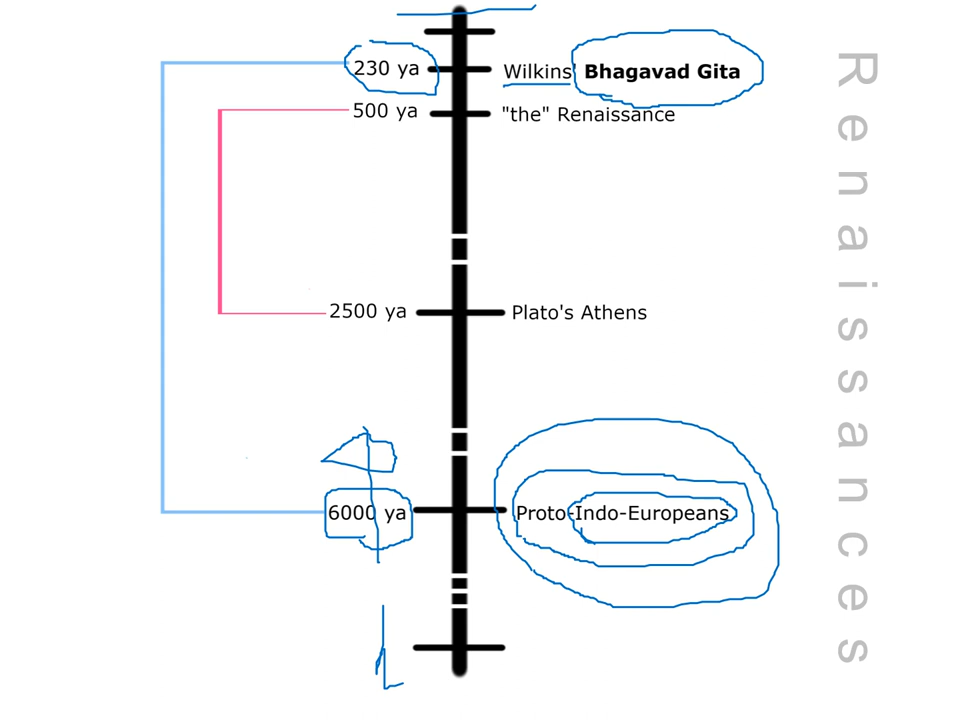 230 ya Wilkins' Bhagavad Gita
500 ya "the" Renaissance
2500 ya Plato's Athens
6000 ya Proto-Indo-Europeans
Renaissances